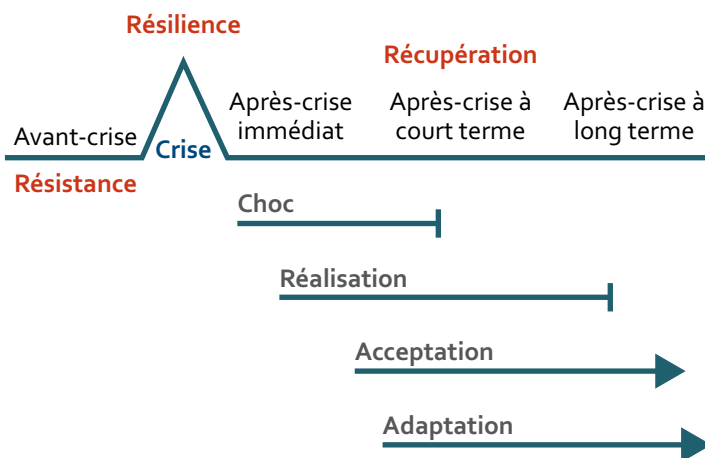 Résilience
Récupération
Avant-crise
Crise
Après-crise
immédiat
Après-crise à
court terme
Après-crise à
long terme
Résistance
Choc
Réalisation
Acceptation
Adaptation